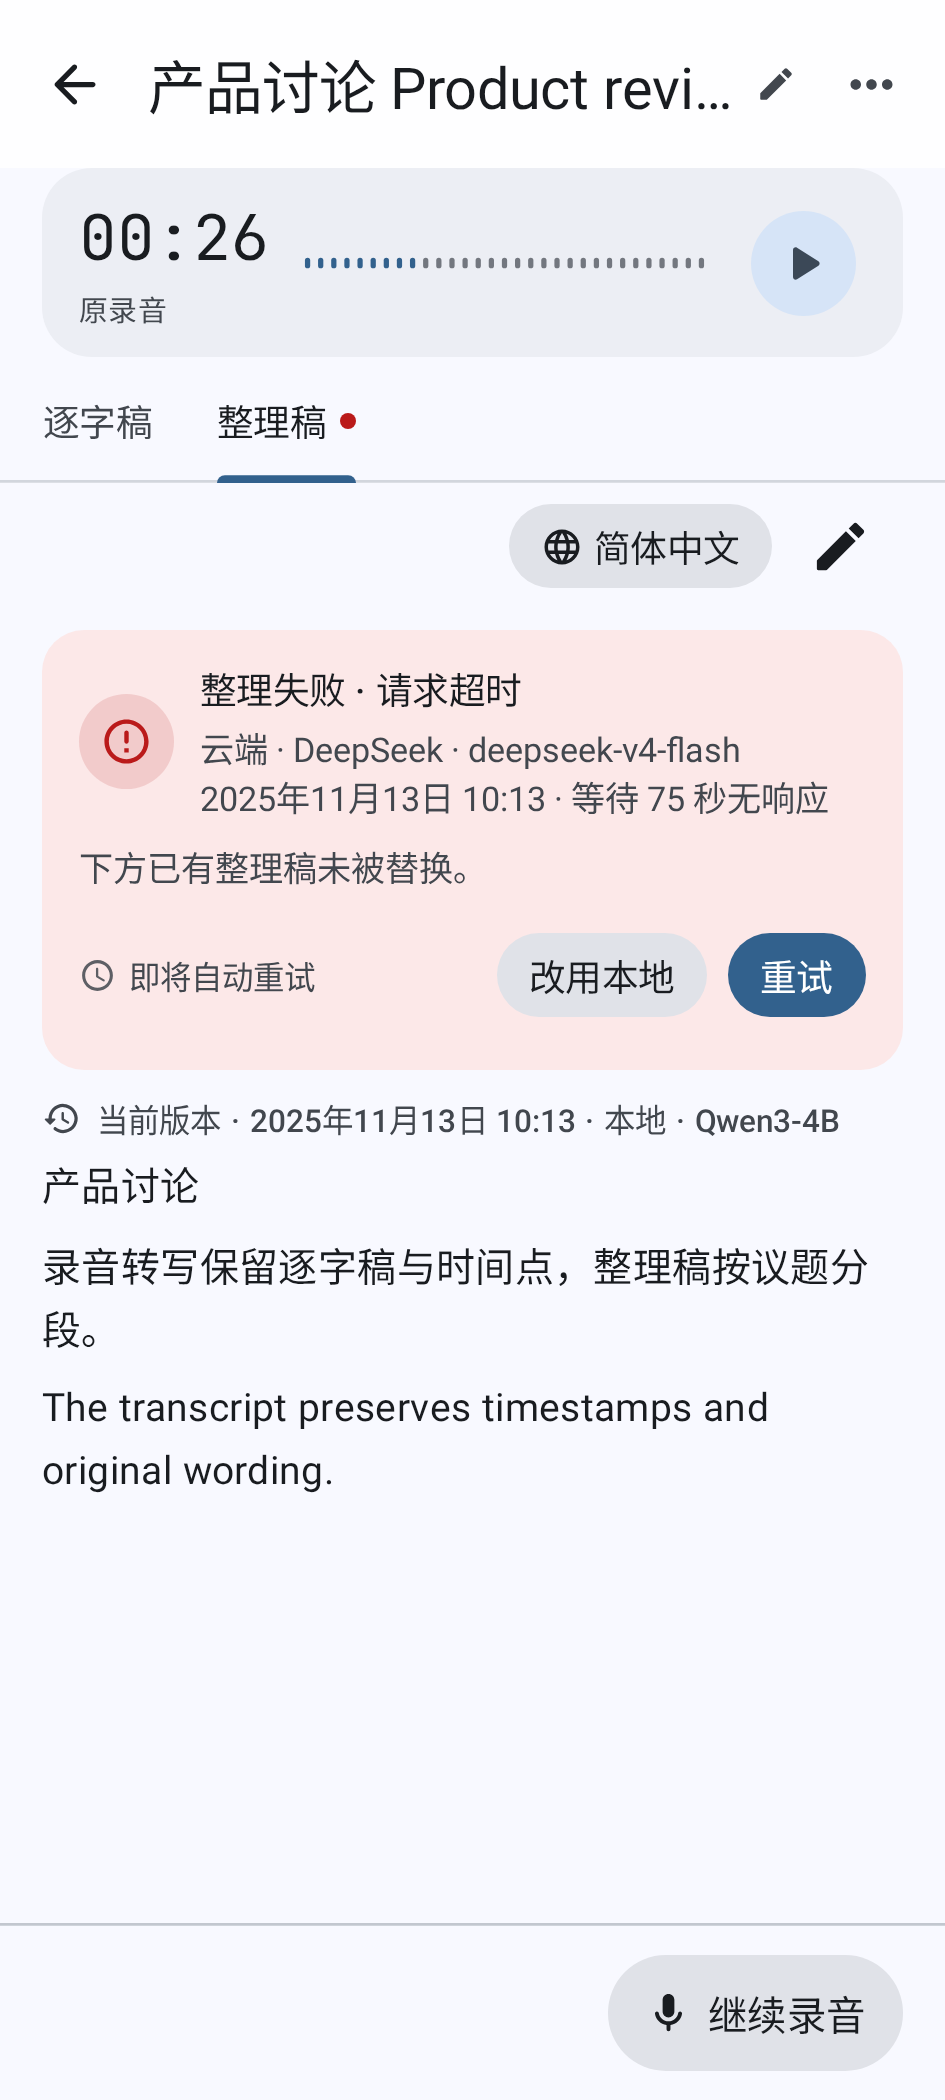 产品讨论 Product revi...
00:26
原录音
逐字稿
整理稿
简体中文
整理失败 · 请求超时
云端 · DeepSeek · deepseek-v4-flash
2025年11月13日 10:13 · 等待 75 秒无响应
下方已有整理稿未被替换。
即将自动重试
改用本地
重试
当前版本 · 2025年11月13日 10:13 · 本地 · Qwen3-4B
产品讨论
录音转写保留逐字稿与时间点，整理稿按议题分
段。
The transcript preserves timestamps and
original wording.
继续录音